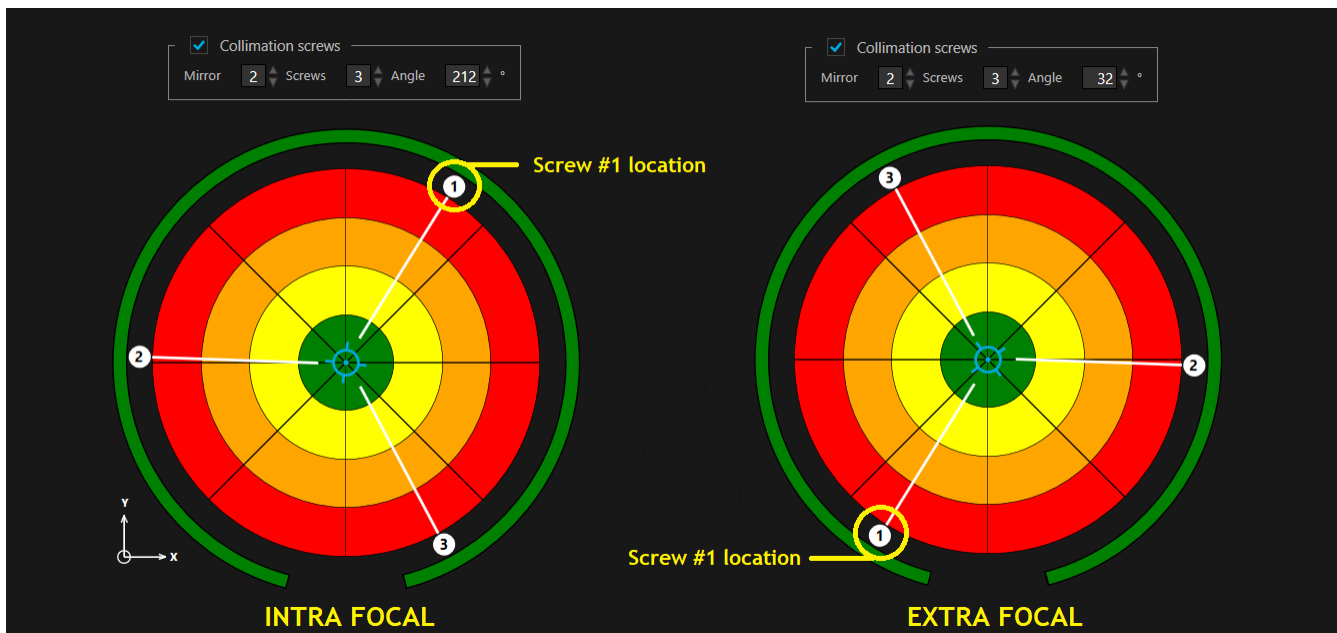 Collimation screws
Mirror 2 Screws 3 Angle 212 °
Screw #1 location
1
2
3
Y
X
INTRA FOCAL
Collimation screws
Mirror 2 Screws 3 Angle 32 °
3
2
1
Screw #1 location
EXTRA FOCAL